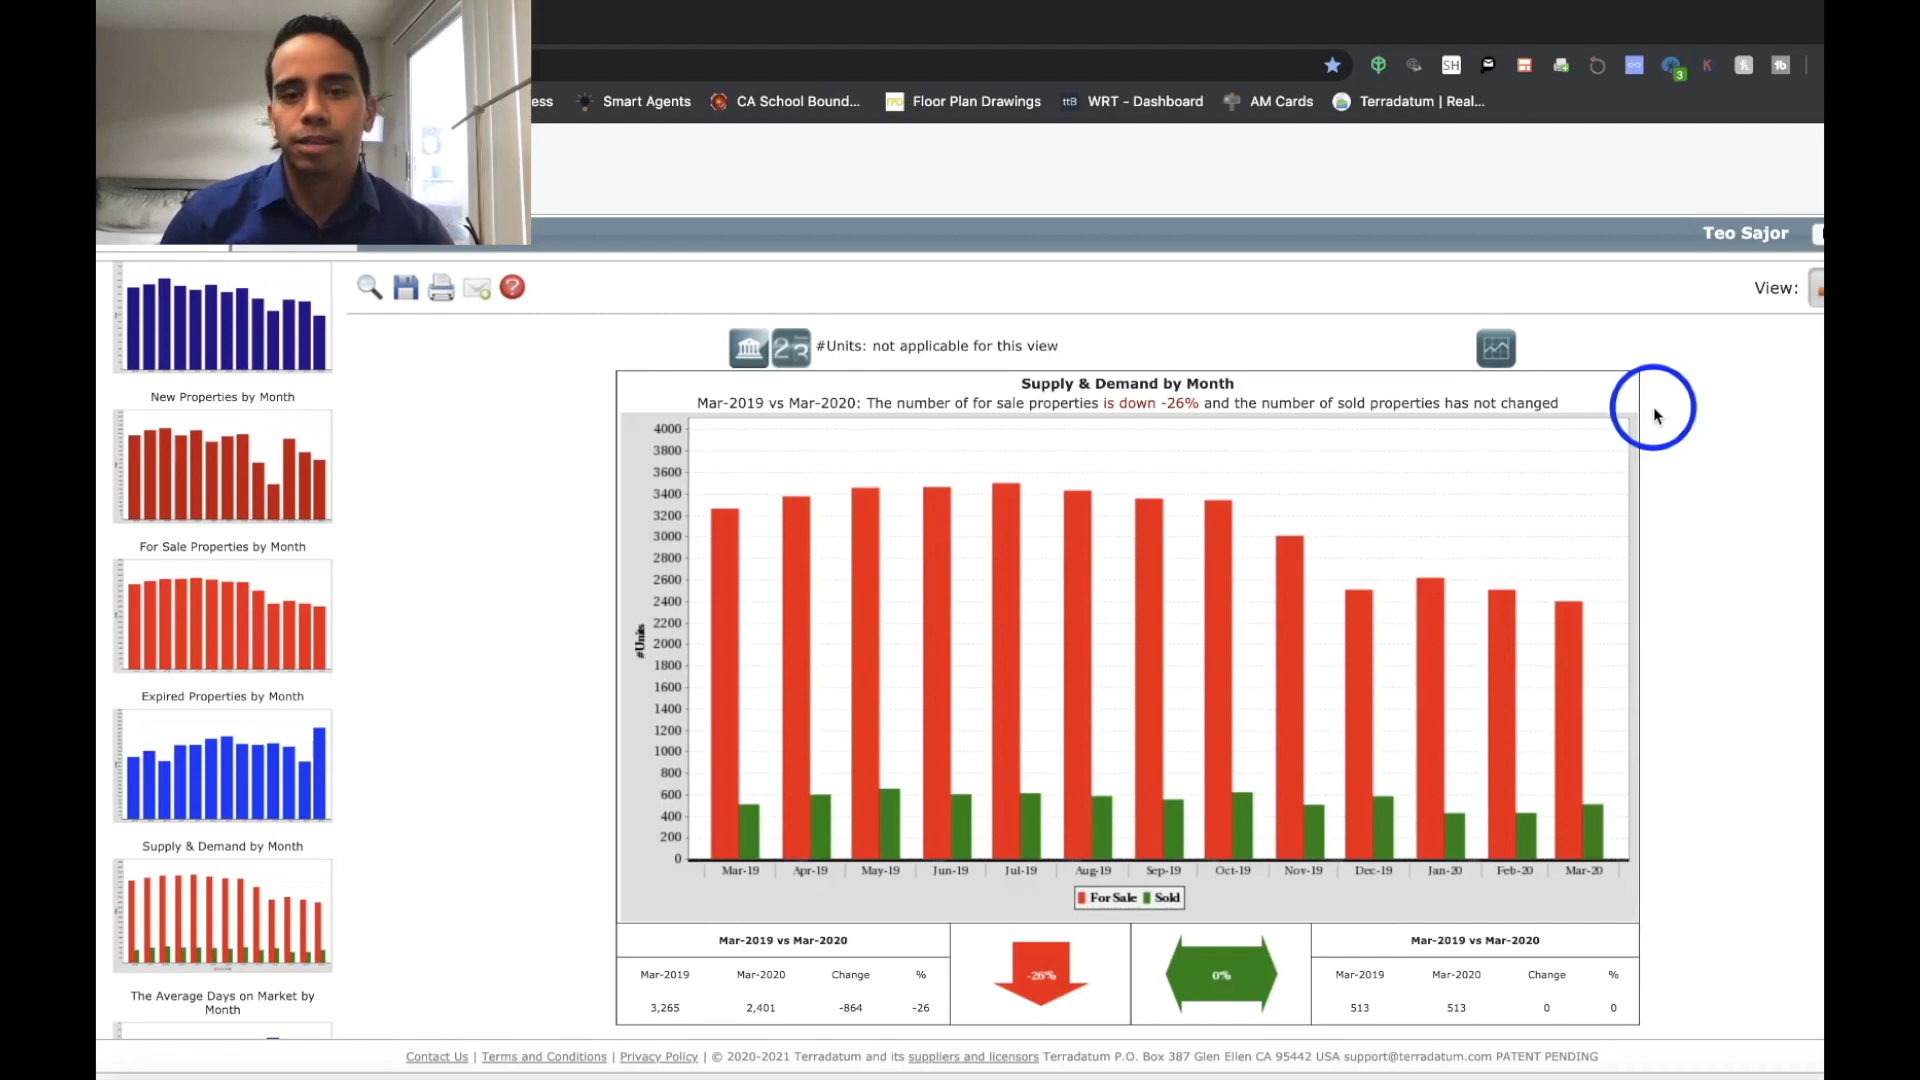 SH
3
ess
Smart Agents
CA School Bound...
FPD
Floor Plan Drawings
ttB
WRT - Dashboard
AM Cards
Terradatum | Real...
Teo Sajor
View:
#Units: not applicable for this view
Supply & Demand by Month
Mar-2019 vs Mar-2020: The number of for sale properties is down -26% and the number of sold properties has not changed
4000
3800
3600
3400
3200
3000
2800
2600
2400
2200
2000
1800
1600
1400
1200
1000
800
600
400
200
0
#Units
Mar-19 Apr-19 May-19 Jun-19 Jul-19 Aug-19 Sep-19 Oct-19 Nov-19 Dec-19 Jan-20 Feb-20 Mar-20
For Sale Sold
Mar-2019 vs Mar-2020
Mar-2019 Mar-2020 Change %
3,265 2,401 -864 -26
-26%
0%
Mar-2019 vs Mar-2020
Mar-2019 Mar-2020 Change %
513 513 0 0
New Properties by Month
For Sale Properties by Month
Expired Properties by Month
Supply & Demand by Month
The Average Days on Market by
Month
Contact Us | Terms and Conditions | Privacy Policy | © 2020-2021 Terradatum and its suppliers and licensors Terradatum P.O. Box 387 Glen Ellen CA 95442 USA support@terradatum.com PATENT PENDING